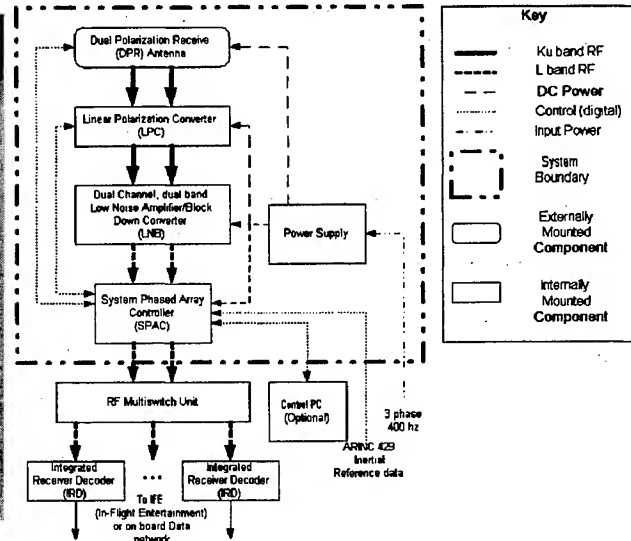 Dual Polarization Receive
(DPR) Antenna
Linear Polarization Converter
(LPC)
Dual Channel, dual band
Low Noise Amplifier/Block
Down Converter
(LNB)
Power Supply
System Phased Array
Controller
(SPAC)
RF Multiswitch Unit
Control PC
(Optional)
3 phase
400 hz
ARINC 429
Inertial
Reference data
Integrated
Receiver Decoder
(IRD)
...
Integrated
Receiver Decoder
(IRD)
To IFE
(In-Flight Entertainment)
or on board Data
network
Key
Ku band RF
L band RF
DC Power
Control (digital)
Input Power
System
Boundary
Externally
Mounted
Component
Internally
Mounted
Component